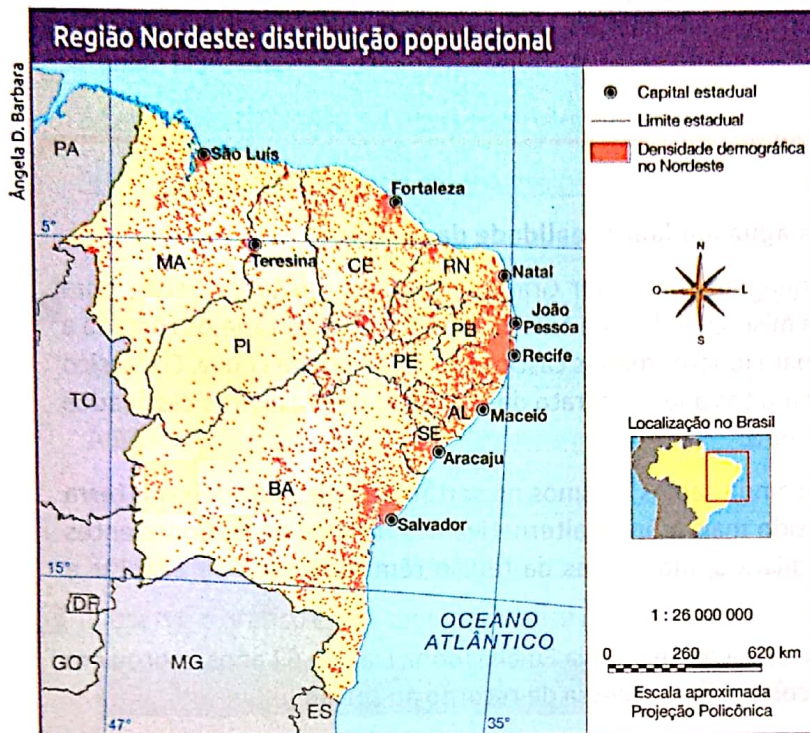 Ângela D. Barbara
Região Nordeste: distribuição populacional
PA
São Luís
Fortaleza
5°
MA
Teresina
CE
RN
Natal
PB
João
Pessoa
PI
PE
Recife
TO
AL
Maceió
SE
Aracaju
BA
Salvador
15°
DF
GO
MG
ES
OCEANO
ATLÂNTICO
47°
35°
Capital estadual
Limite estadual
Densidade demográfica
no Nordeste
N
O
L
S
Localização no Brasil
1 : 26 000 000
0 260 620 km
Escala aproximada
Projeção Policônica